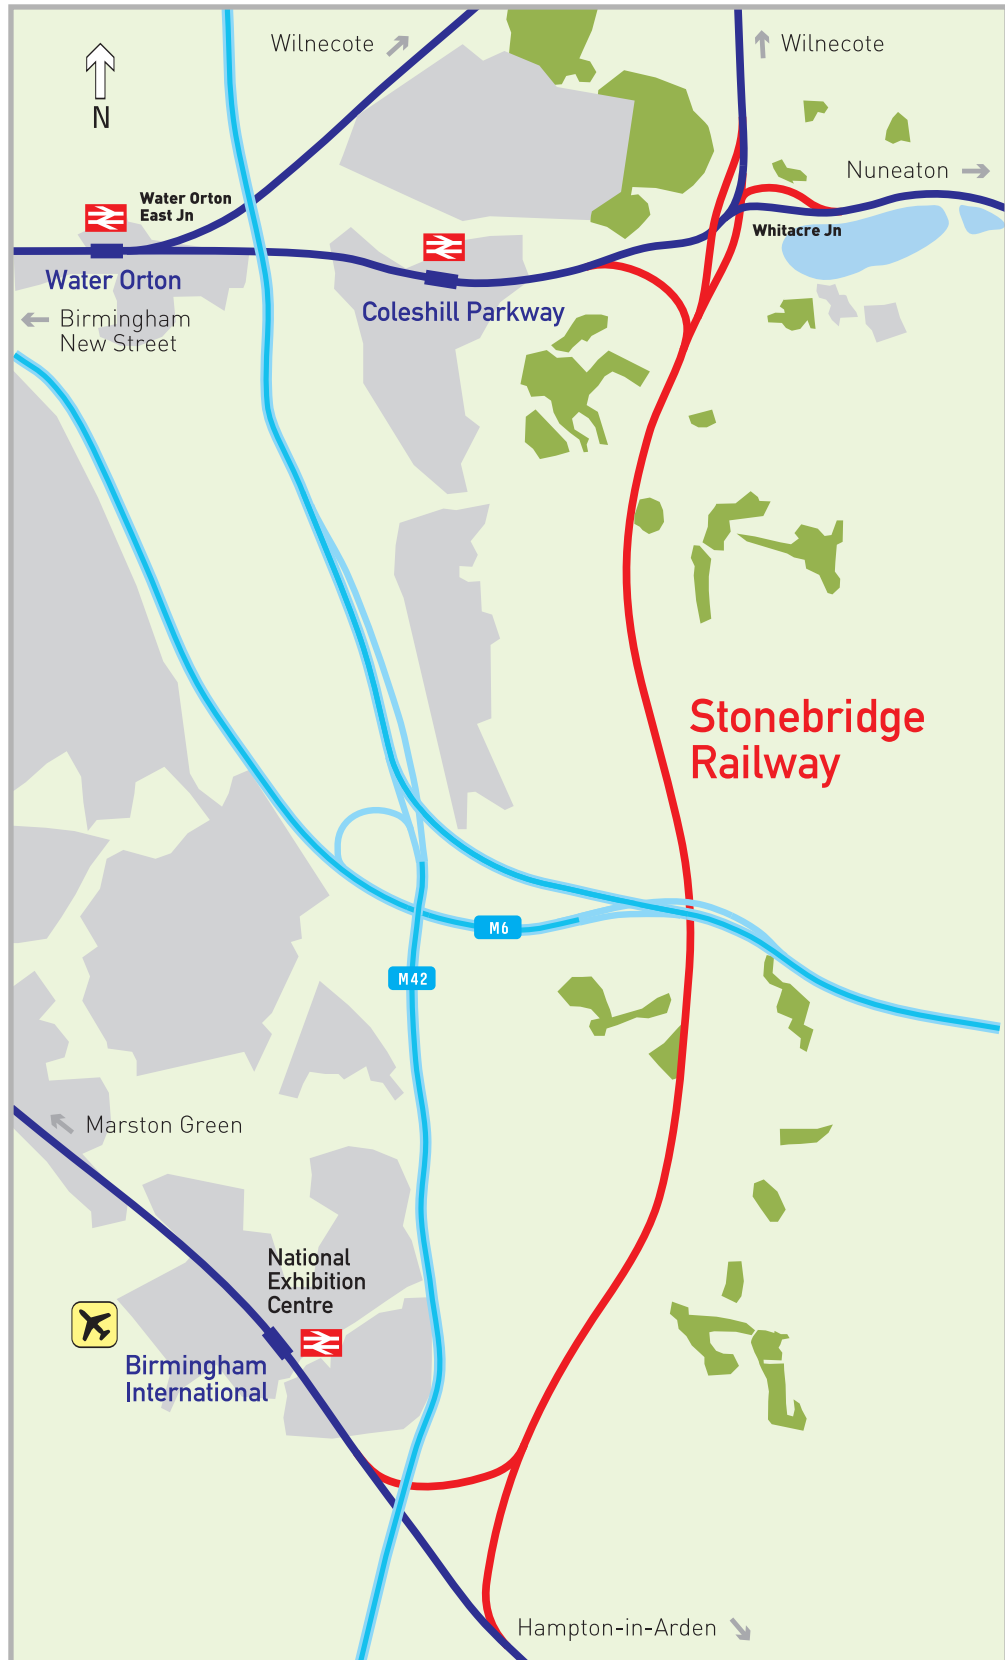 Wilnecote
Wilnecote
N
Nuneaton
Water Orton
East Jn
Whitacre Jn
Water Orton
Coleshill Parkway
Birmingham
New Street
Stonebridge
Railway
M6
M42
Marston Green
National
Exhibition
Centre
Birmingham
International
Hampton-in-Arden